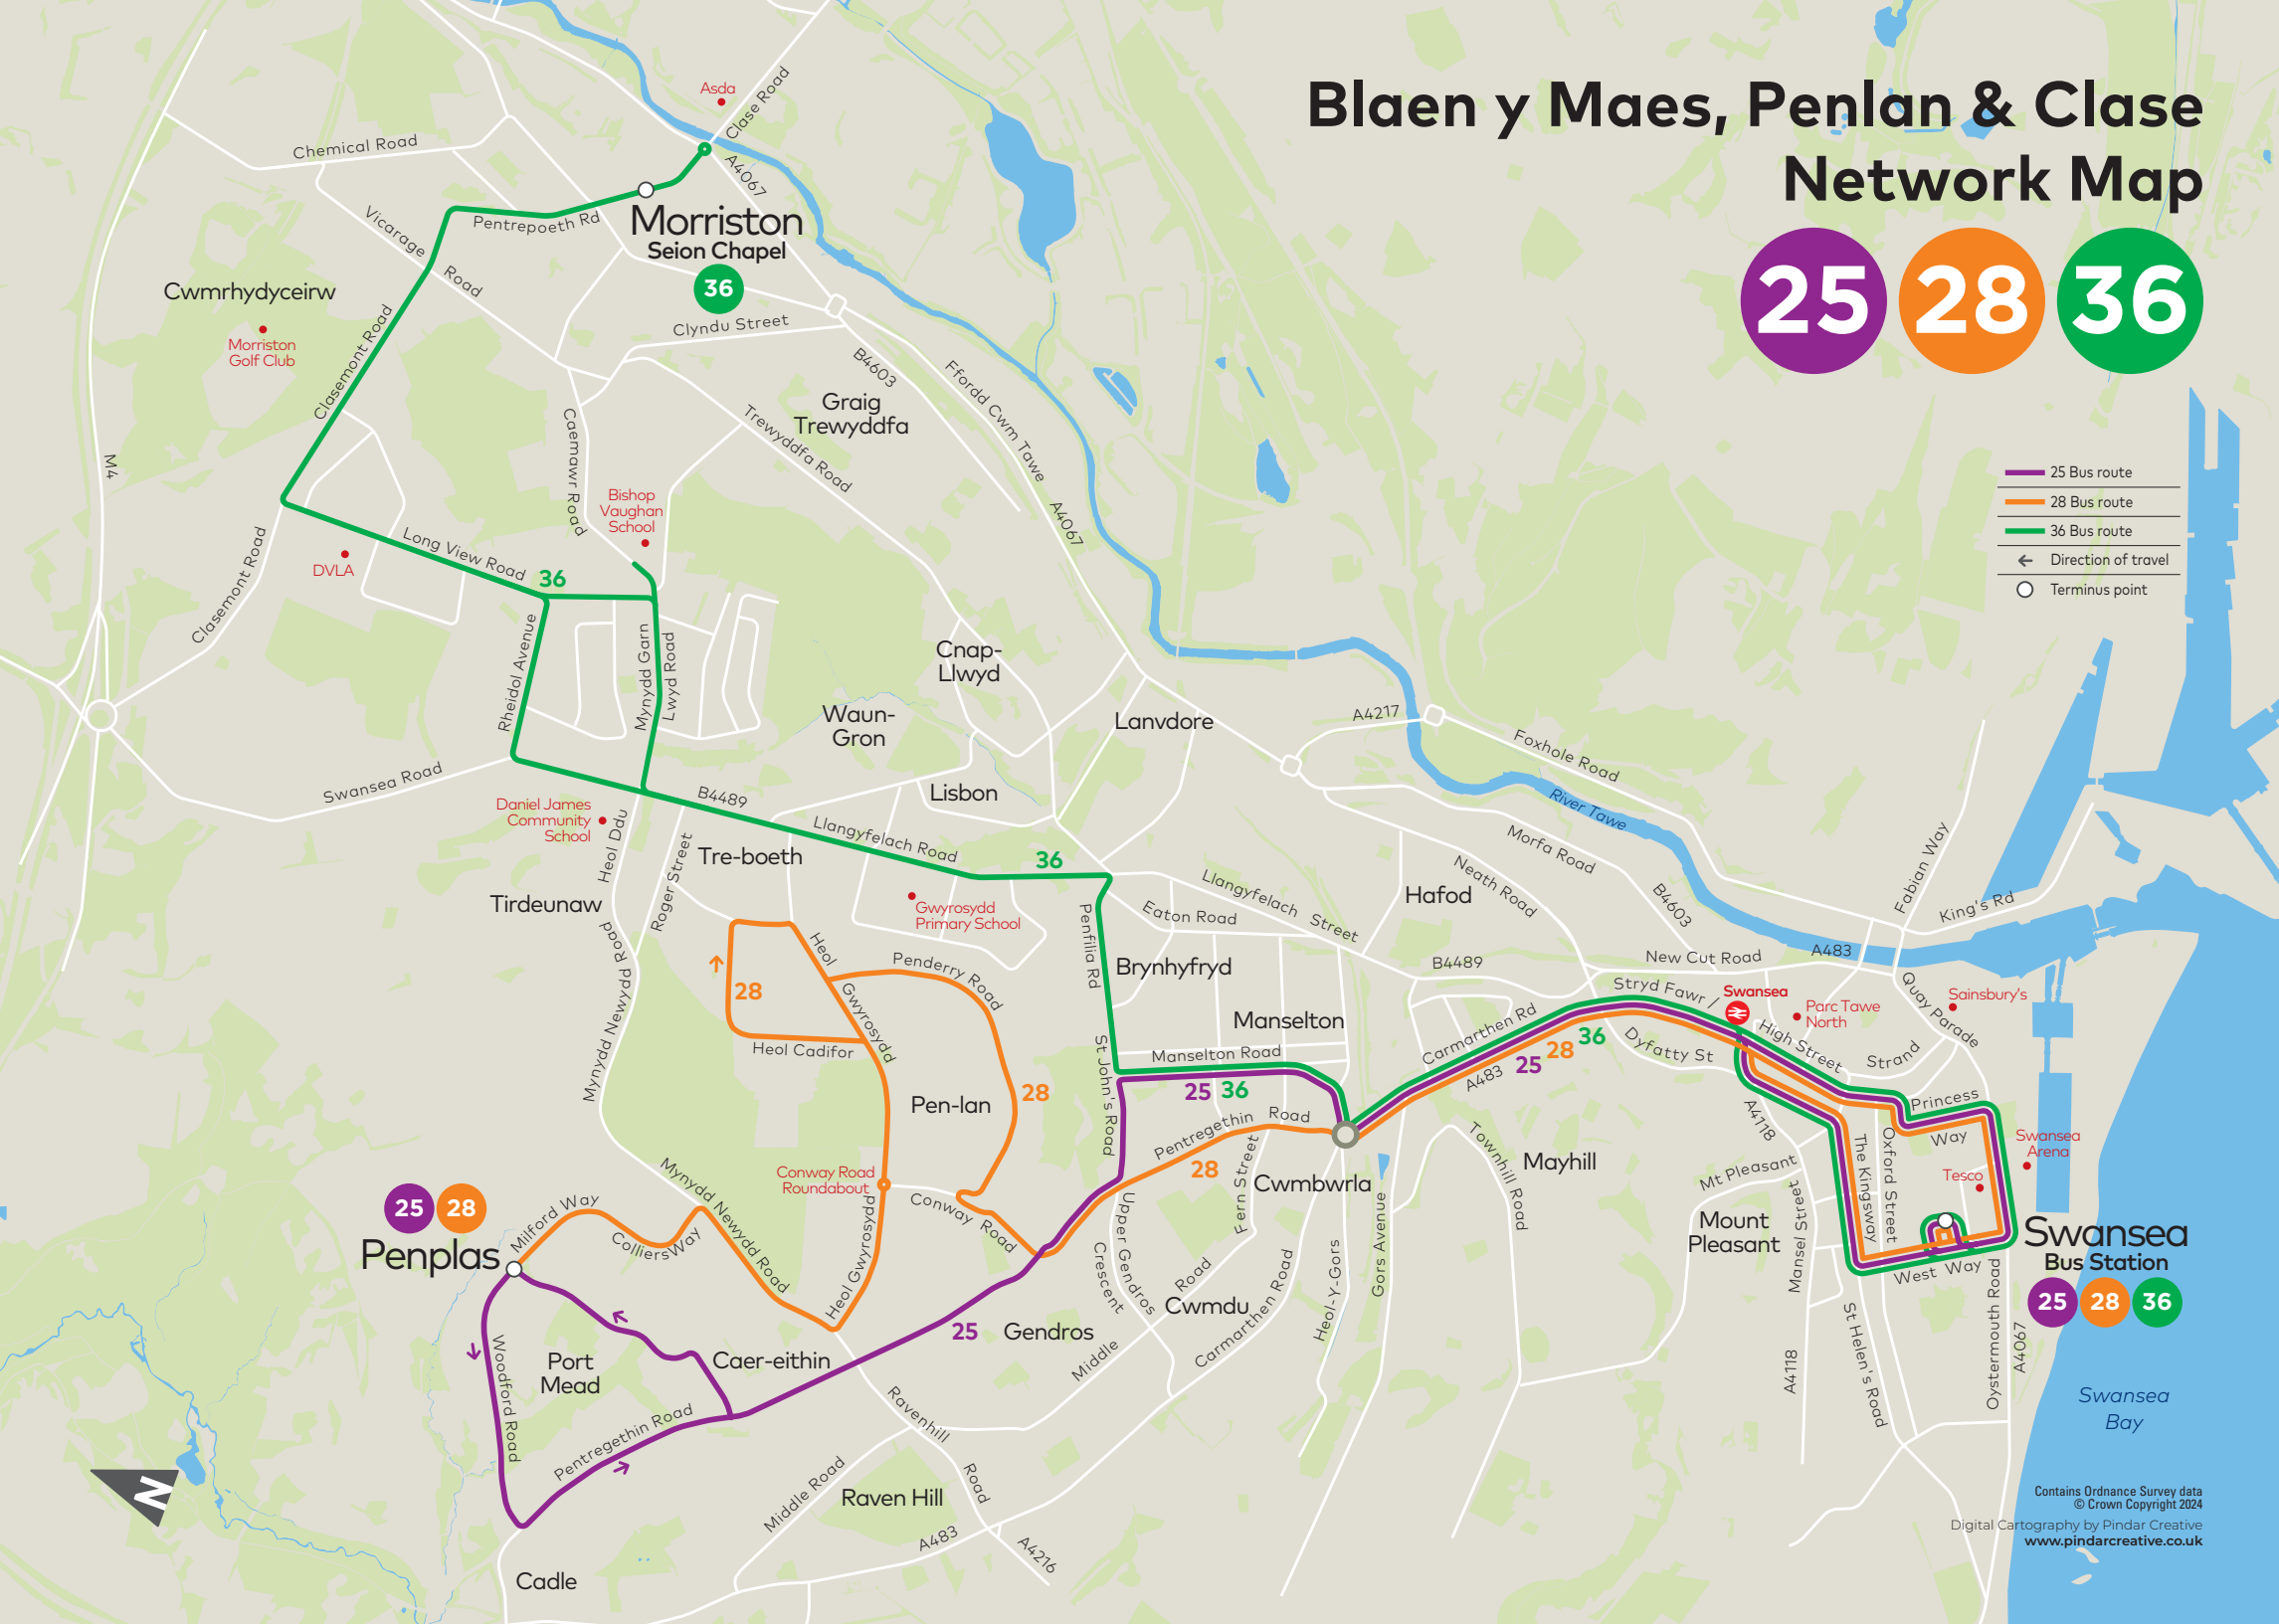 Blaen y Maes, Penlan & Clase
Network Map
25 28 36
25 Bus route
28 Bus route
36 Bus route
Direction of travel
Terminus point
Asda
Clase Road
A4067
Chemical Road
Pentrepoeth Rd
Morriston
Seion Chapel
36
Vicarage Road
Cwmrhydyceirw
Morriston
Golf Club
Clasemont Road
Clyndu Street
B4603
Ffordd Cwm Tawe
A4067
Graig
Trewyddfa
Trewyddfa Road
Caemawr Road
M4
Bishop
Vaughan
School
Long View Road
36
DVLA
Clasemont Road
Rheidol Avenue
Mynydd Garn
Lwyd Road
Cnap-
Llwyd
Waun-
Gron
Lanvdore
A4217
Foxhole Road
River Tawe
Swansea Road
Daniel James
Community
School
B4489
Lisbon
Llangyfelach Road
36
Heol Ddu
Roger Street
Tre-boeth
Tirdeunaw
Gwyrosydd
Primary School
Penfilia Rd
Eaton Road
Llangyfelach Street
Hafod
Neath Road
Morfa Road
B4603
Fabian Way
King's Rd
Mynydd Newydd Road
Heol Gwyrosydd
Penderry Road
28
Heol Cadifor
Brynhyfryd
B4489
New Cut Road
A483
Quay Parade
Sainsbury's
Stryd Fawr /
High Street
Swansea
Parc Tawe
North
Manselton
Manselton Road
St John's Road
25 36
Carmarthen Rd
A483
25 28 36
Dyfatty St
Strand
Princess
Way
Pen-lan
28
Pentregethin Road
28
A4118
The Kingsway
Oxford Street
Swansea
Arena
Tesco
Conway Road
Roundabout
Conway Road
Fern Street
Cwmbwrla
Townhill Road
Mayhill
Mt Pleasant
Mount
Pleasant
Mansel Street
West Way
Swansea
Bus Station
25 28 36
25 28
Penplas
Milford Way
Colliers Way
Mynydd Newydd Road
Heol Gwyrosydd
Upper Gendros
Crescent
Heol-Y-Gors
Gors Avenue
Middle Road
Cwmdu
Carmarthen Road
25
Gendros
Woodford Road
Port
Mead
Caer-eithin
Pentregethin Road
Ravenhill Road
St Helen's Road
A4118
Oystermouth Road
A4067
Swansea
Bay
N
Middle Road
Raven Hill
A483
A4216
Cadle
Contains Ordnance Survey data
© Crown Copyright 2024
Digital Cartography by Pindar Creative
www.pindarcreative.co.uk